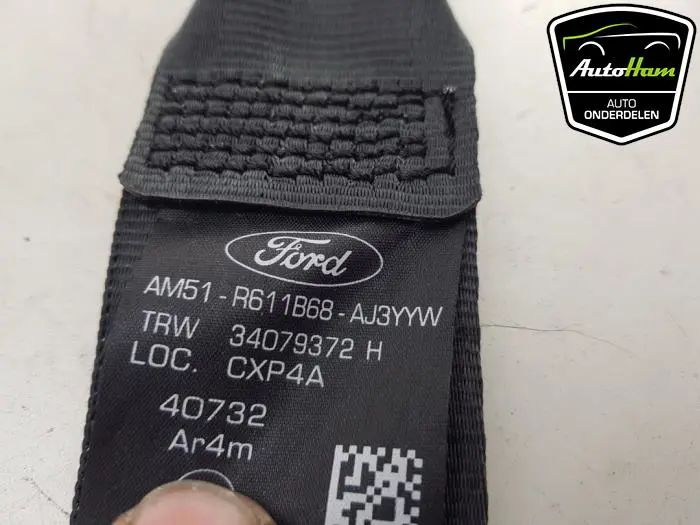 AutoHam
AUTO
ONDERDELEN
Ford
AM51-R611B68-AJ3YYW
TRW 34079372 H
LOC. CXP4A
40732
Ar4m